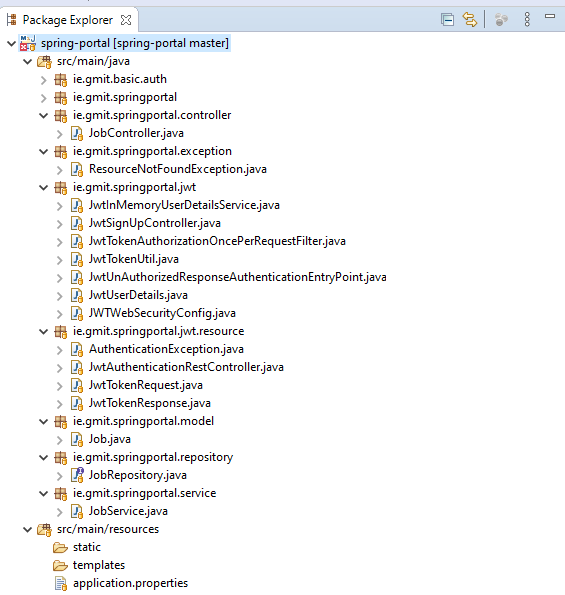 Package Explorer
spring-portal [spring-portal master]
src/main/java
ie.gmit.basic.auth
ie.gmit.springportal
ie.gmit.springportal.controller
JobController.java
ie.gmit.springportal.exception
ResourceNotFoundException.java
ie.gmit.springportal.jwt
JwtInMemoryUserDetailsService.java
JwtSignUpController.java
JwtTokenAuthorizationOncePerRequestFilter.java
JwtTokenUtil.java
JwtUnAuthorizedResponseAuthenticationEntryPoint.java
JwtUserDetails.java
JWTWebSecurityConfig.java
ie.gmit.springportal.jwt.resource
AuthenticationException.java
JwtAuthenticationRestController.java
JwtTokenRequest.java
JwtTokenResponse.java
ie.gmit.springportal.model
Job.java
ie.gmit.springportal.repository
JobRepository.java
ie.gmit.springportal.service
JobService.java
src/main/resources
static
templates
application.properties